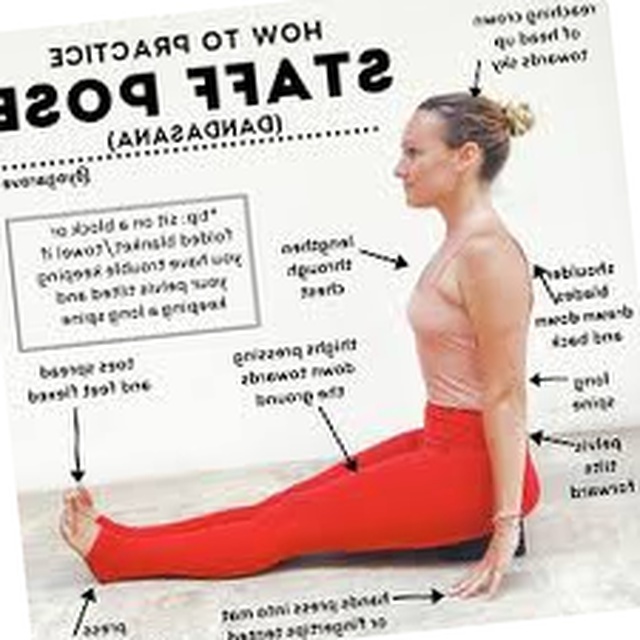 HOW TO PRACTICE
STAFF POSE
(DANDASANA)
reaching crown
of head up
towards sky
*tip: sit on a block or
folded blanket/towel if
you have trouble keeping
your pelvis tilted and
keeping a long spine
lengthen
through
chest
shoulder
blades
drawn down
and back
toes spread
and feet flexed
thighs pressing
down towards
the ground
long
spine
pelvis
tilts
forward
hands press into mat
or fingertips tented
press